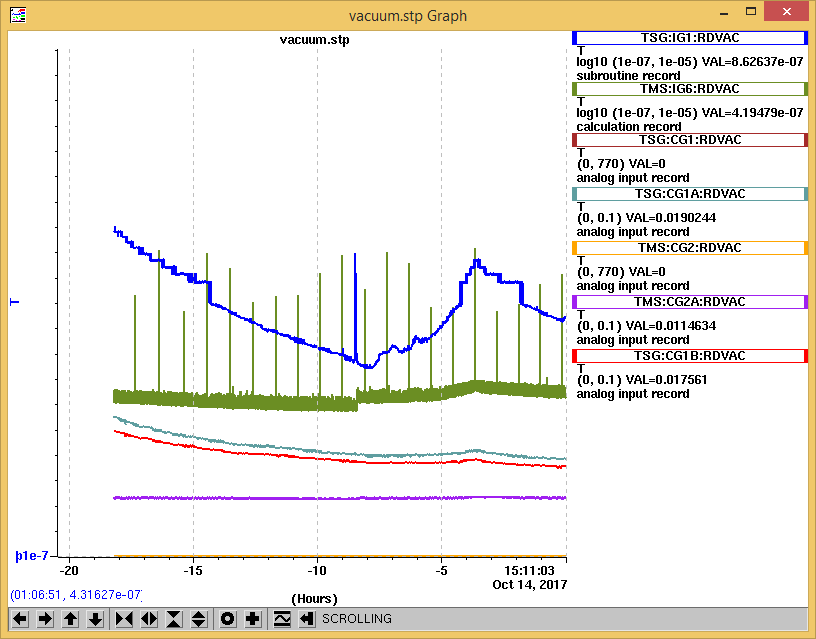 vacuum.stp Graph
vacuum.stp
TSG:IG1:RDVAC
T
log10 (1e-07, 1e-05) VAL=8.62637e-07
subroutine record
TMS:IG6:RDVAC
T
log10 (1e-07, 1e-05) VAL=4.19479e-07
calculation record
TSG:CG1:RDVAC
T
(0, 770) VAL=0
analog input record
TSG:CG1A:RDVAC
T
(0, 0.1) VAL=0.0190244
analog input record
TMS:CG2:RDVAC
T
(0, 770) VAL=0
analog input record
TMS:CG2A:RDVAC
T
(0, 0.1) VAL=0.0114634
analog input record
TSG:CG1B:RDVAC
T
(0, 0.1) VAL=0.017561
analog input record
T
1e-7
-20 -15 -10 -5 15:11:03
Oct 14, 2017
(Hours)
(01:06:51, 4.31627e-07)
SCROLLING